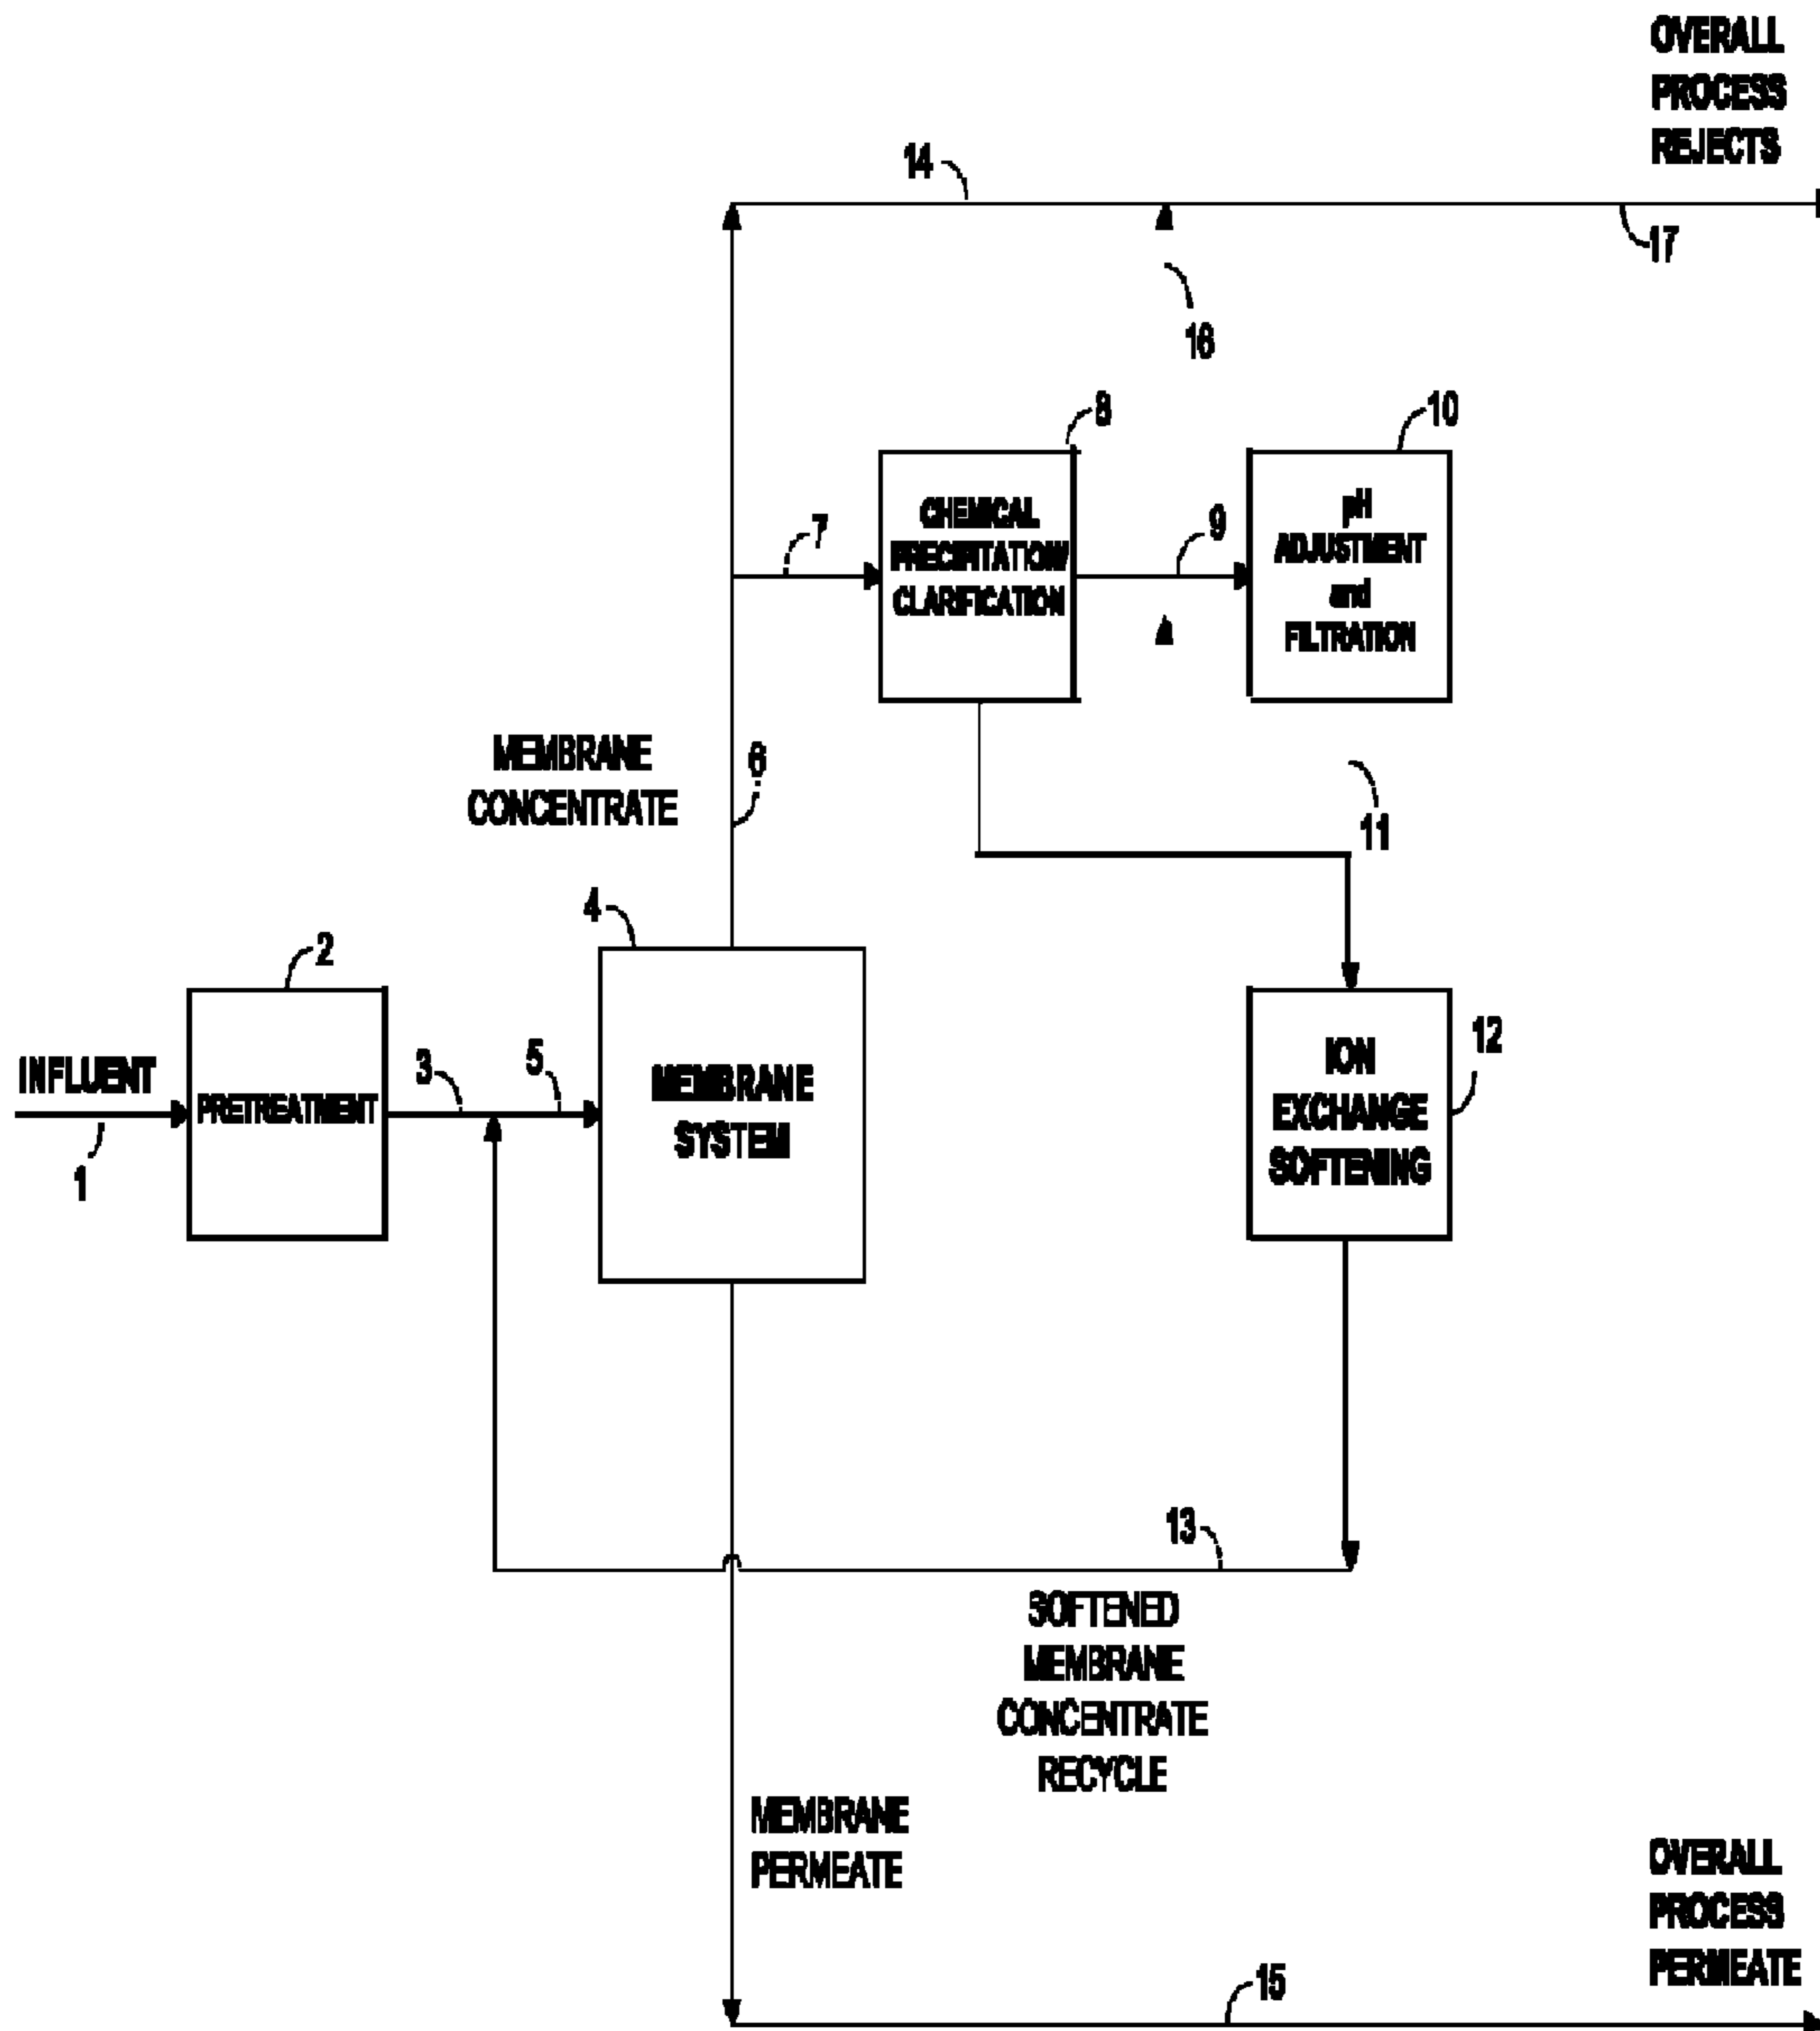 OVERALL
PROCESS
REJECTS
14
17
16
8
10
CHEMICAL
PRECIPITATION/
CLARIFICATION
pH
ADJUSTMENT
and
FILTRATION
7
9
MEMBRANE
CONCENTRATE
6
11
4
2
INFLUENT
1
PRETREATMENT
3
5
MEMBRANE
SYSTEM
ION
EXCHANGE
SOFTENING
12
13
SOFTENED
MEMBRANE
CONCENTRATE
RECYCLE
MEMBRANE
PERMEATE
OVERALL
PROCESS
PERMEATE
15